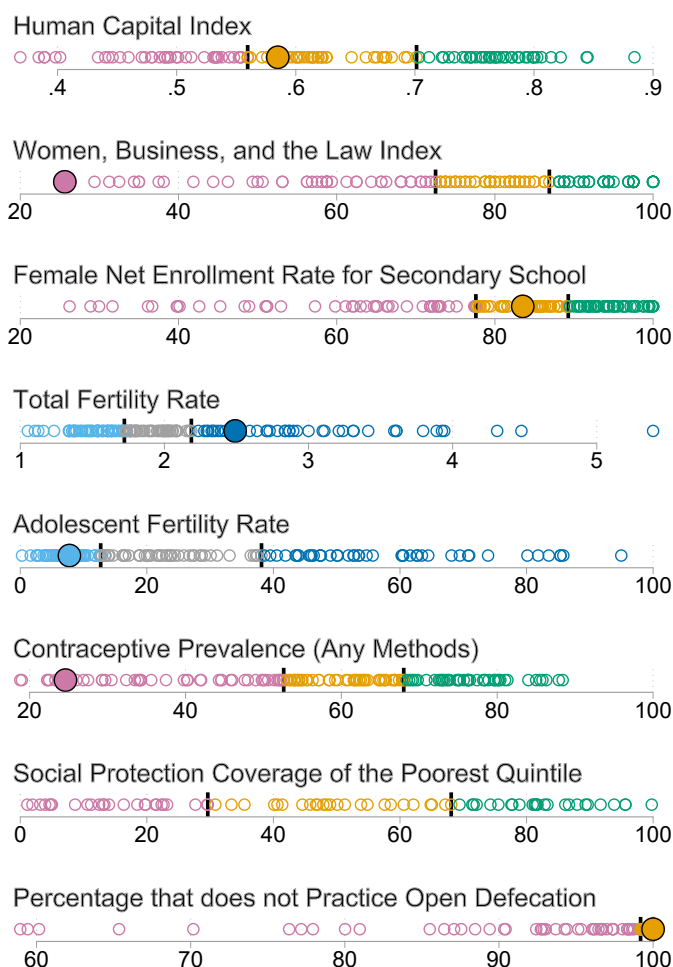 Human Capital Index
.4 .5 .6 .7 .8 .9
Women, Business, and the Law Index
20 40 60 80 100
Female Net Enrollment Rate for Secondary School
20 40 60 80 100
Total Fertility Rate
1 2 3 4 5
Adolescent Fertility Rate
0 20 40 60 80 100
Contraceptive Prevalence (Any Methods)
20 40 60 80 100
Social Protection Coverage of the Poorest Quintile
0 20 40 60 80 100
Percentage that does not Practice Open Defecation
60 70 80 90 100